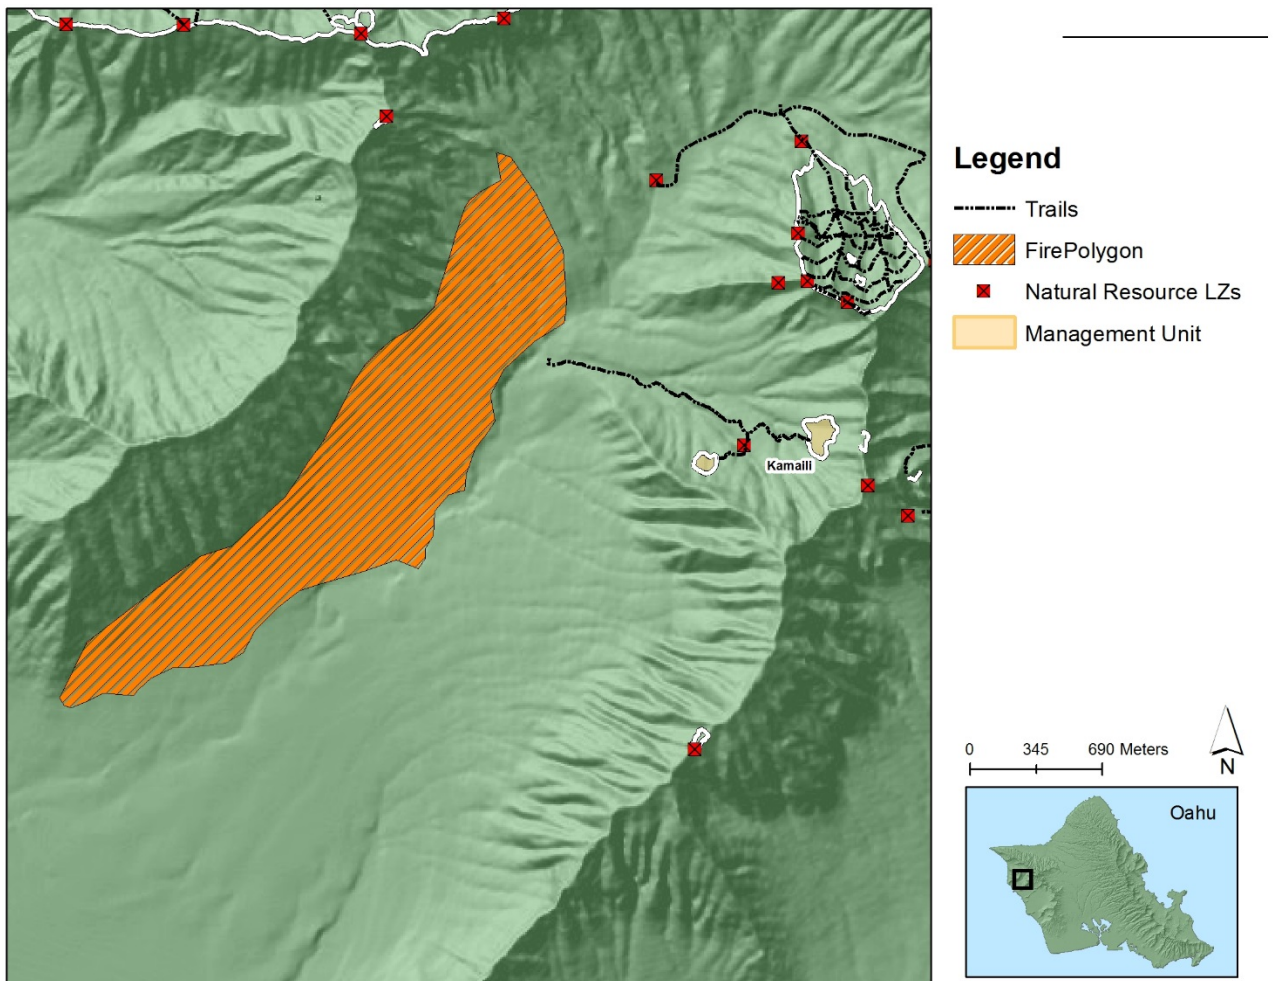 Legend
Trails
FirePolygon
Natural Resource LZs
Management Unit
Kamaili
0 345 690 Meters
N
Oahu